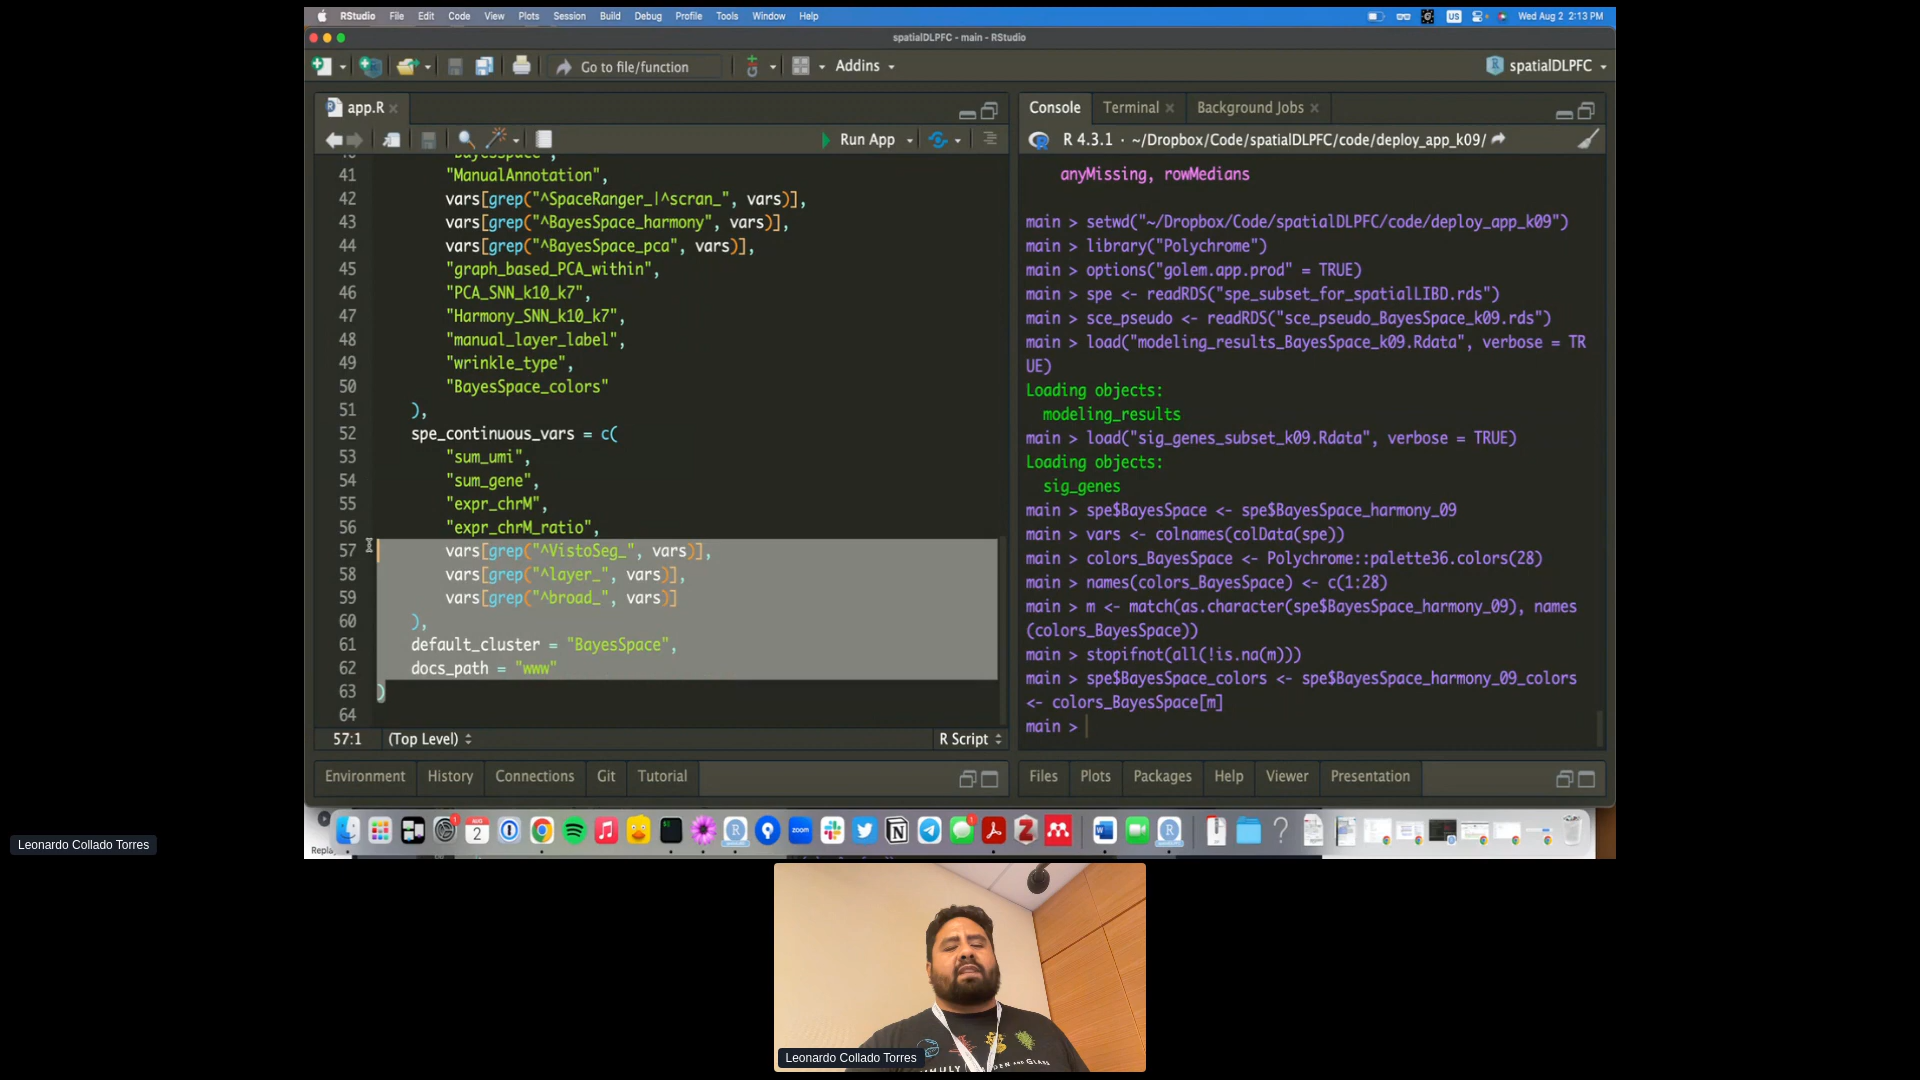 RStudio File Edit Code View Plots Session Build Debug Profile Tools Window Help US Wed Aug 2 2:13 PM
spatialDLPFC - main - RStudio
Go to file/function Addins spatialDLPFC
app.R
Run App
41 "ManualAnnotation",
42 vars[grep("^SpaceRanger_|^scran_", vars)],
43 vars[grep("^BayesSpace_harmony", vars)],
44 vars[grep("^BayesSpace_pca", vars)],
45 "graph_based_PCA_within",
46 "PCA_SNN_k10_k7",
47 "Harmony_SNN_k10_k7",
48 "manual_layer_label",
49 "wrinkle_type",
50 "BayesSpace_colors"
51 ),
52 spe_continuous_vars = c(
53 "sum_umi",
54 "sum_gene",
55 "expr_chrM",
56 "expr_chrM_ratio",
57 vars[grep("^VistoSeg_", vars)],
58 vars[grep("^layer_", vars)],
59 vars[grep("^broad_", vars)]
60 ),
61 default_cluster = "BayesSpace",
62 docs_path = "www"
63 )
64
57:1 (Top Level) R Script
Environment History Connections Git Tutorial
Console Terminal Background Jobs
R 4.3.1 · ~/Dropbox/Code/spatialDLPFC/code/deploy_app_k09/
anyMissing, rowMedians
main > setwd("~/Dropbox/Code/spatialDLPFC/code/deploy_app_k09")
main > library("Polychrome")
main > options("golem.app.prod" = TRUE)
main > spe <- readRDS("spe_subset_for_spatialLIBD.rds")
main > sce_pseudo <- readRDS("sce_pseudo_BayesSpace_k09.rds")
main > load("modeling_results_BayesSpace_k09.Rdata", verbose = TR
UE)
Loading objects:
modeling_results
main > load("sig_genes_subset_k09.Rdata", verbose = TRUE)
Loading objects:
sig_genes
main > spe$BayesSpace <- spe$BayesSpace_harmony_09
main > vars <- colnames(colData(spe))
main > colors_BayesSpace <- Polychrome::palette36.colors(28)
main > names(colors_BayesSpace) <- c(1:28)
main > m <- match(as.character(spe$BayesSpace_harmony_09), names
(colors_BayesSpace))
main > stopifnot(all(!is.na(m)))
main > spe$BayesSpace_colors <- spe$BayesSpace_harmony_09_colors
<- colors_BayesSpace[m]
main >
Files Plots Packages Help Viewer Presentation
AUG
2
zoom
Leonardo Collado Torres
Leonardo Collado Torres